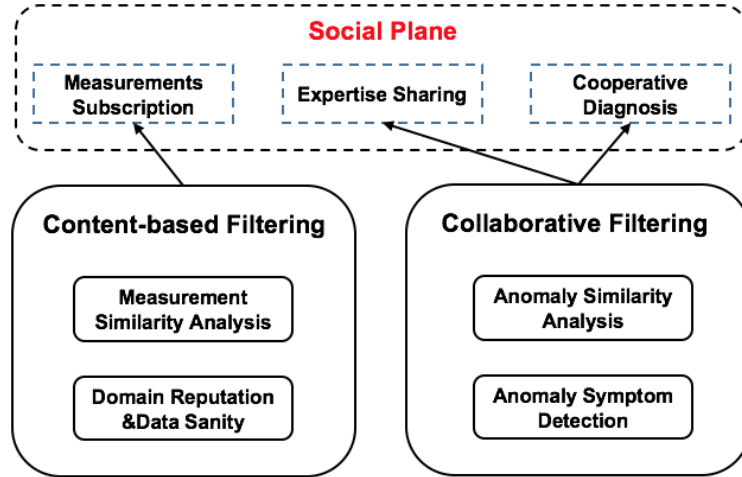 Social Plane
Measurements
Subscription
Expertise Sharing
Cooperative
Diagnosis
Content-based Filtering
Measurement
Similarity Analysis
Domain Reputation
&Data Sanity
Collaborative Filtering
Anomaly Similarity
Analysis
Anomaly Symptom
Detection